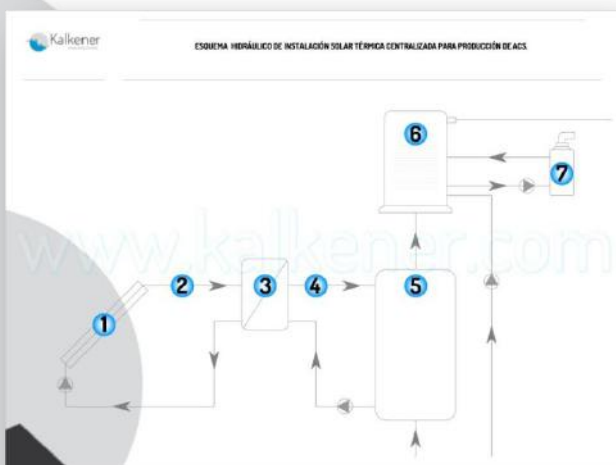 Kalkener
ESQUEMA HIDRÁULICO DE INSTALACIÓN SOLAR TÉRMICA CENTRALIZADA PARA PRODUCCIÓN DE ACS.
6
7
www.kalkener.com
2
3
4
5
1